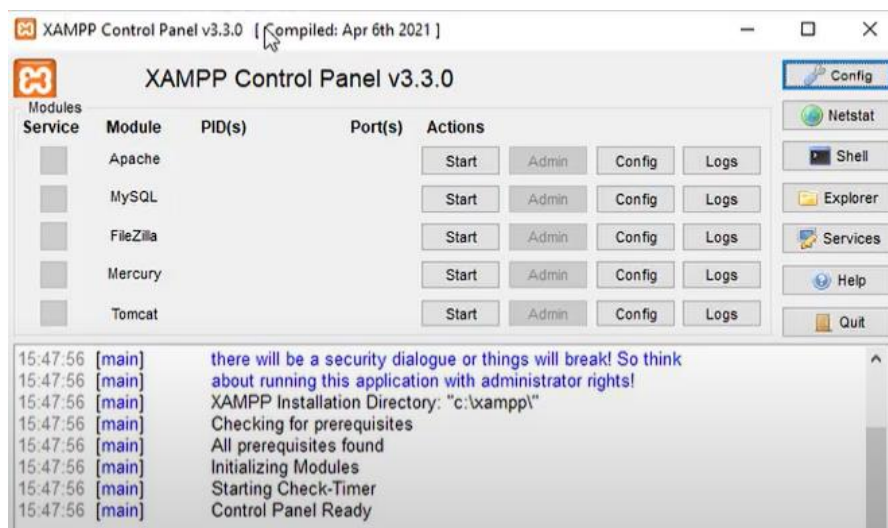 XAMPP Control Panel v3.3.0 [ Compiled: Apr 6th 2021 ]
XAMPP Control Panel v3.3.0
Config
Modules
Service Module PID(s) Port(s) Actions
Netstat
Apache Start Admin Config Logs
Shell
MySQL Start Admin Config Logs
Explorer
FileZilla Start Admin Config Logs
Services
Mercury Start Admin Config Logs
Help
Tomcat Start Admin Config Logs
Quit
15:47:56 [main] there will be a security dialogue or things will break! So think
15:47:56 [main] about running this application with administrator rights!
15:47:56 [main] XAMPP Installation Directory: "c:\xampp\"
15:47:56 [main] Checking for prerequisites
15:47:56 [main] All prerequisites found
15:47:56 [main] Initializing Modules
15:47:56 [main] Starting Check-Timer
15:47:56 [main] Control Panel Ready